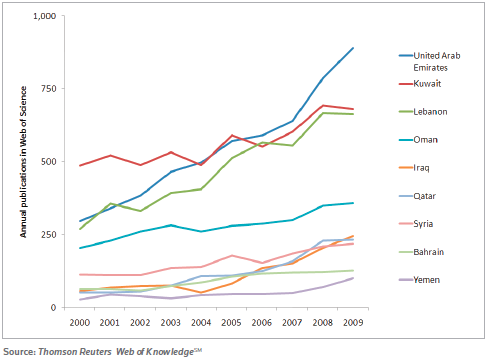 1,000
750
500
250
0
Annual publications in Web of Science
2000 2001 2002 2003 2004 2005 2006 2007 2008 2009
United Arab
Emirates
Kuwait
Lebanon
Oman
Iraq
Qatar
Syria
Bahrain
Yemen
Source: Thomson Reuters Web of Knowledge℠